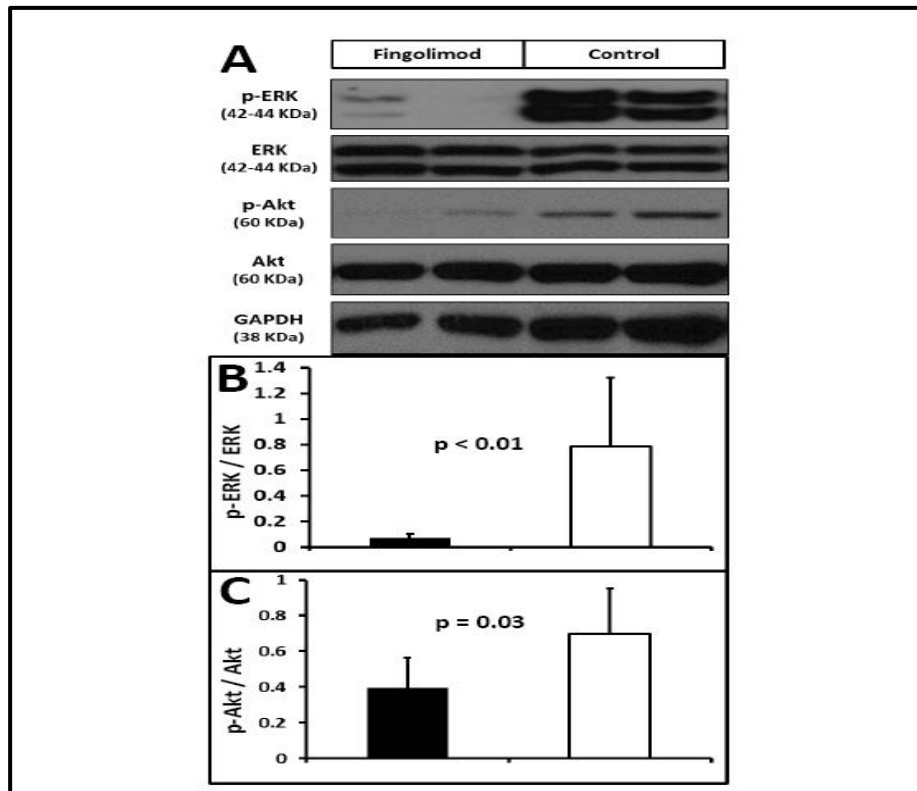 A
Fingolimod Control
p-ERK
(42-44 KDa)
ERK
(42-44 KDa)
p-Akt
(60 KDa)
Akt
(60 KDa)
GAPDH
(38 KDa)
B
p-ERK / ERK
1.4
1.2
1
0.8
0.6
0.4
0.2
0
p < 0.01
C
p-Akt / Akt
1
0.8
0.6
0.4
0.2
0
p = 0.03